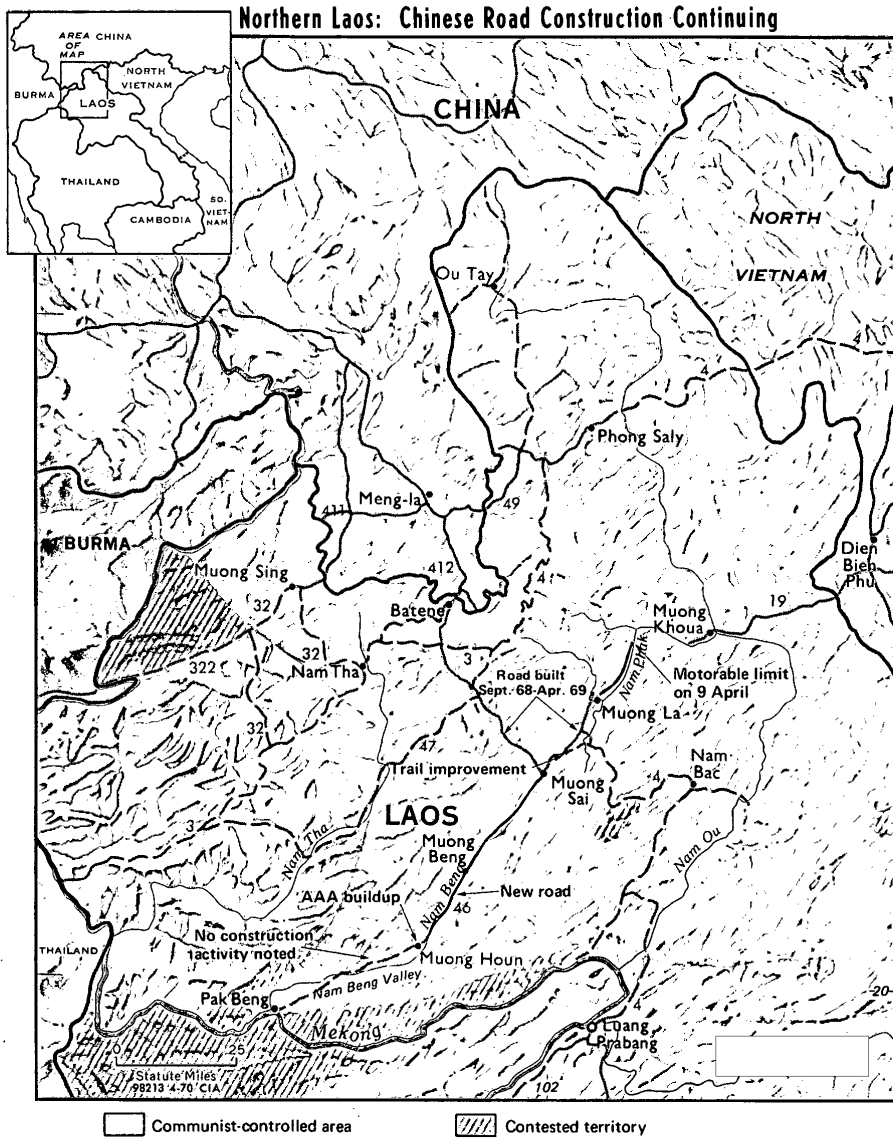 Northern Laos: Chinese Road Construction Continuing
AREA
OF
MAP
CHINA
NORTH
VIETNAM
BURMA
LAOS
THAILAND
CAMBODIA
SO.
VIET-
NAM
CHINA
NORTH
VIETNAM
Ou Tay
4
4
Phong Saly
Meng-la
49
411
BURMA
Dien
Bien
Phu
Muong Sing
412
4
Batene
32
Muong
Khoua
19
322
32
Nam Tha
3
Road built
Sept. 68-Apr. 69
Nam Phak
Motorable limit
on 9 April
Muong La
32
47
Trail improvement
Nam
Bac
Muong
Sai
4
LAOS
3
Nam Tha
Muong
Beng
Nam Ou
AAA buildup
Nam Beng
New road
46
No construction
activity noted
THAILAND
Muong Houn
Nam Beng Valley
Pak Beng
20
Mekong
4
Luang
Prabang
0 25
Statute Miles
98213 4-70 CIA
102
Communist-controlled area
Contested territory